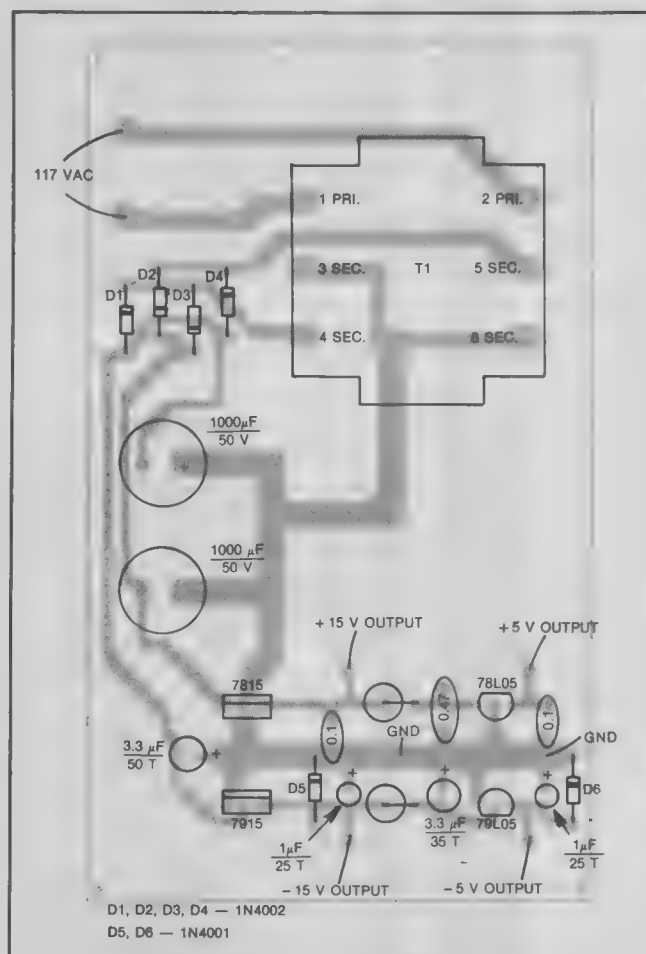 117 VAC
1 PRI.
2 PRI.
D1
D2
D3
D4
3 SEC.
T1
5 SEC.
4 SEC.
6 SEC.
1000µF
50 V
+
1000 µF
50 V
+ 15 V OUTPUT
+ 5 V OUTPUT
7815
0.47
78L05
0.1
0.1
GND
GND
3.3 µF
50 T
+
D5
+
+
+
D6
7915
1µF
25 T
3.3 µF
35 T
79L05
1µF
25 T
− 15 V OUTPUT
− 5 V OUTPUT
D1, D2, D3, D4 — 1N4002
D5, D6 — 1N4001